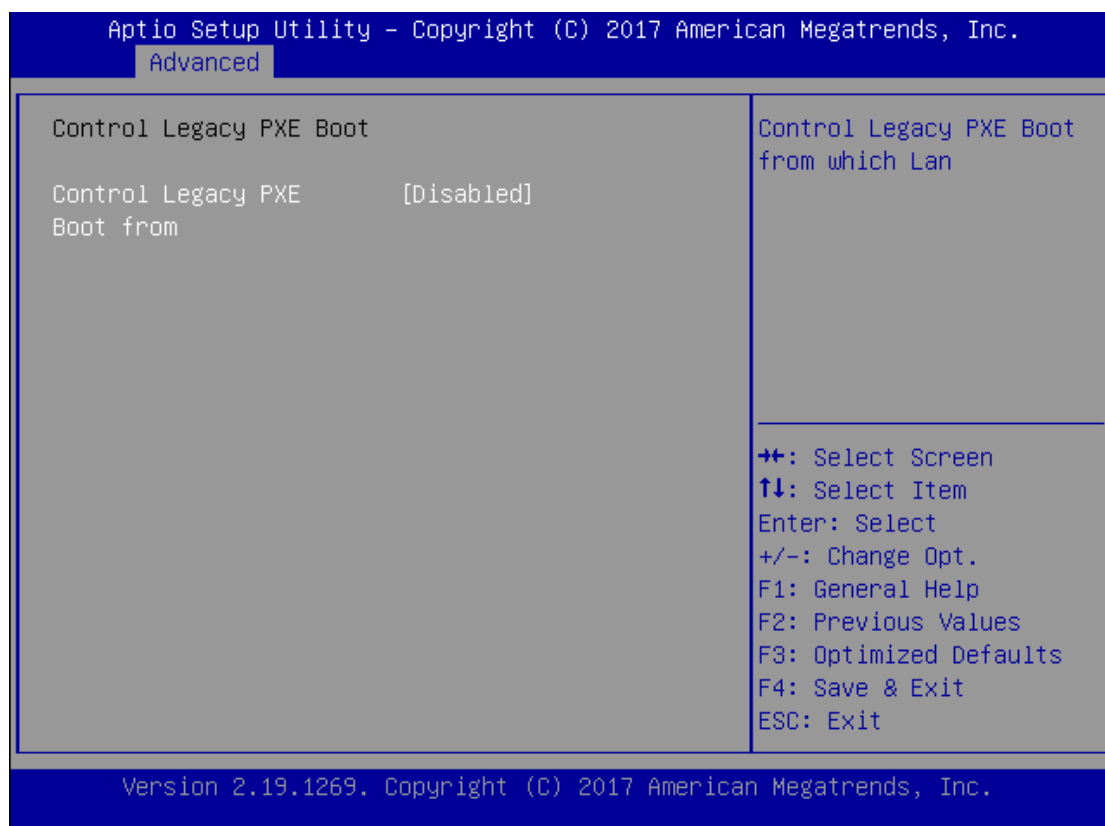 Aptio Setup Utility – Copyright (C) 2017 American Megatrends, Inc.
Advanced
Control Legacy PXE Boot
Control Legacy PXE [Disabled]
Boot from
Control Legacy PXE Boot
from which Lan
→←: Select Screen
↑↓: Select Item
Enter: Select
+/-: Change Opt.
F1: General Help
F2: Previous Values
F3: Optimized Defaults
F4: Save & Exit
ESC: Exit
Version 2.19.1269. Copyright (C) 2017 American Megatrends, Inc.